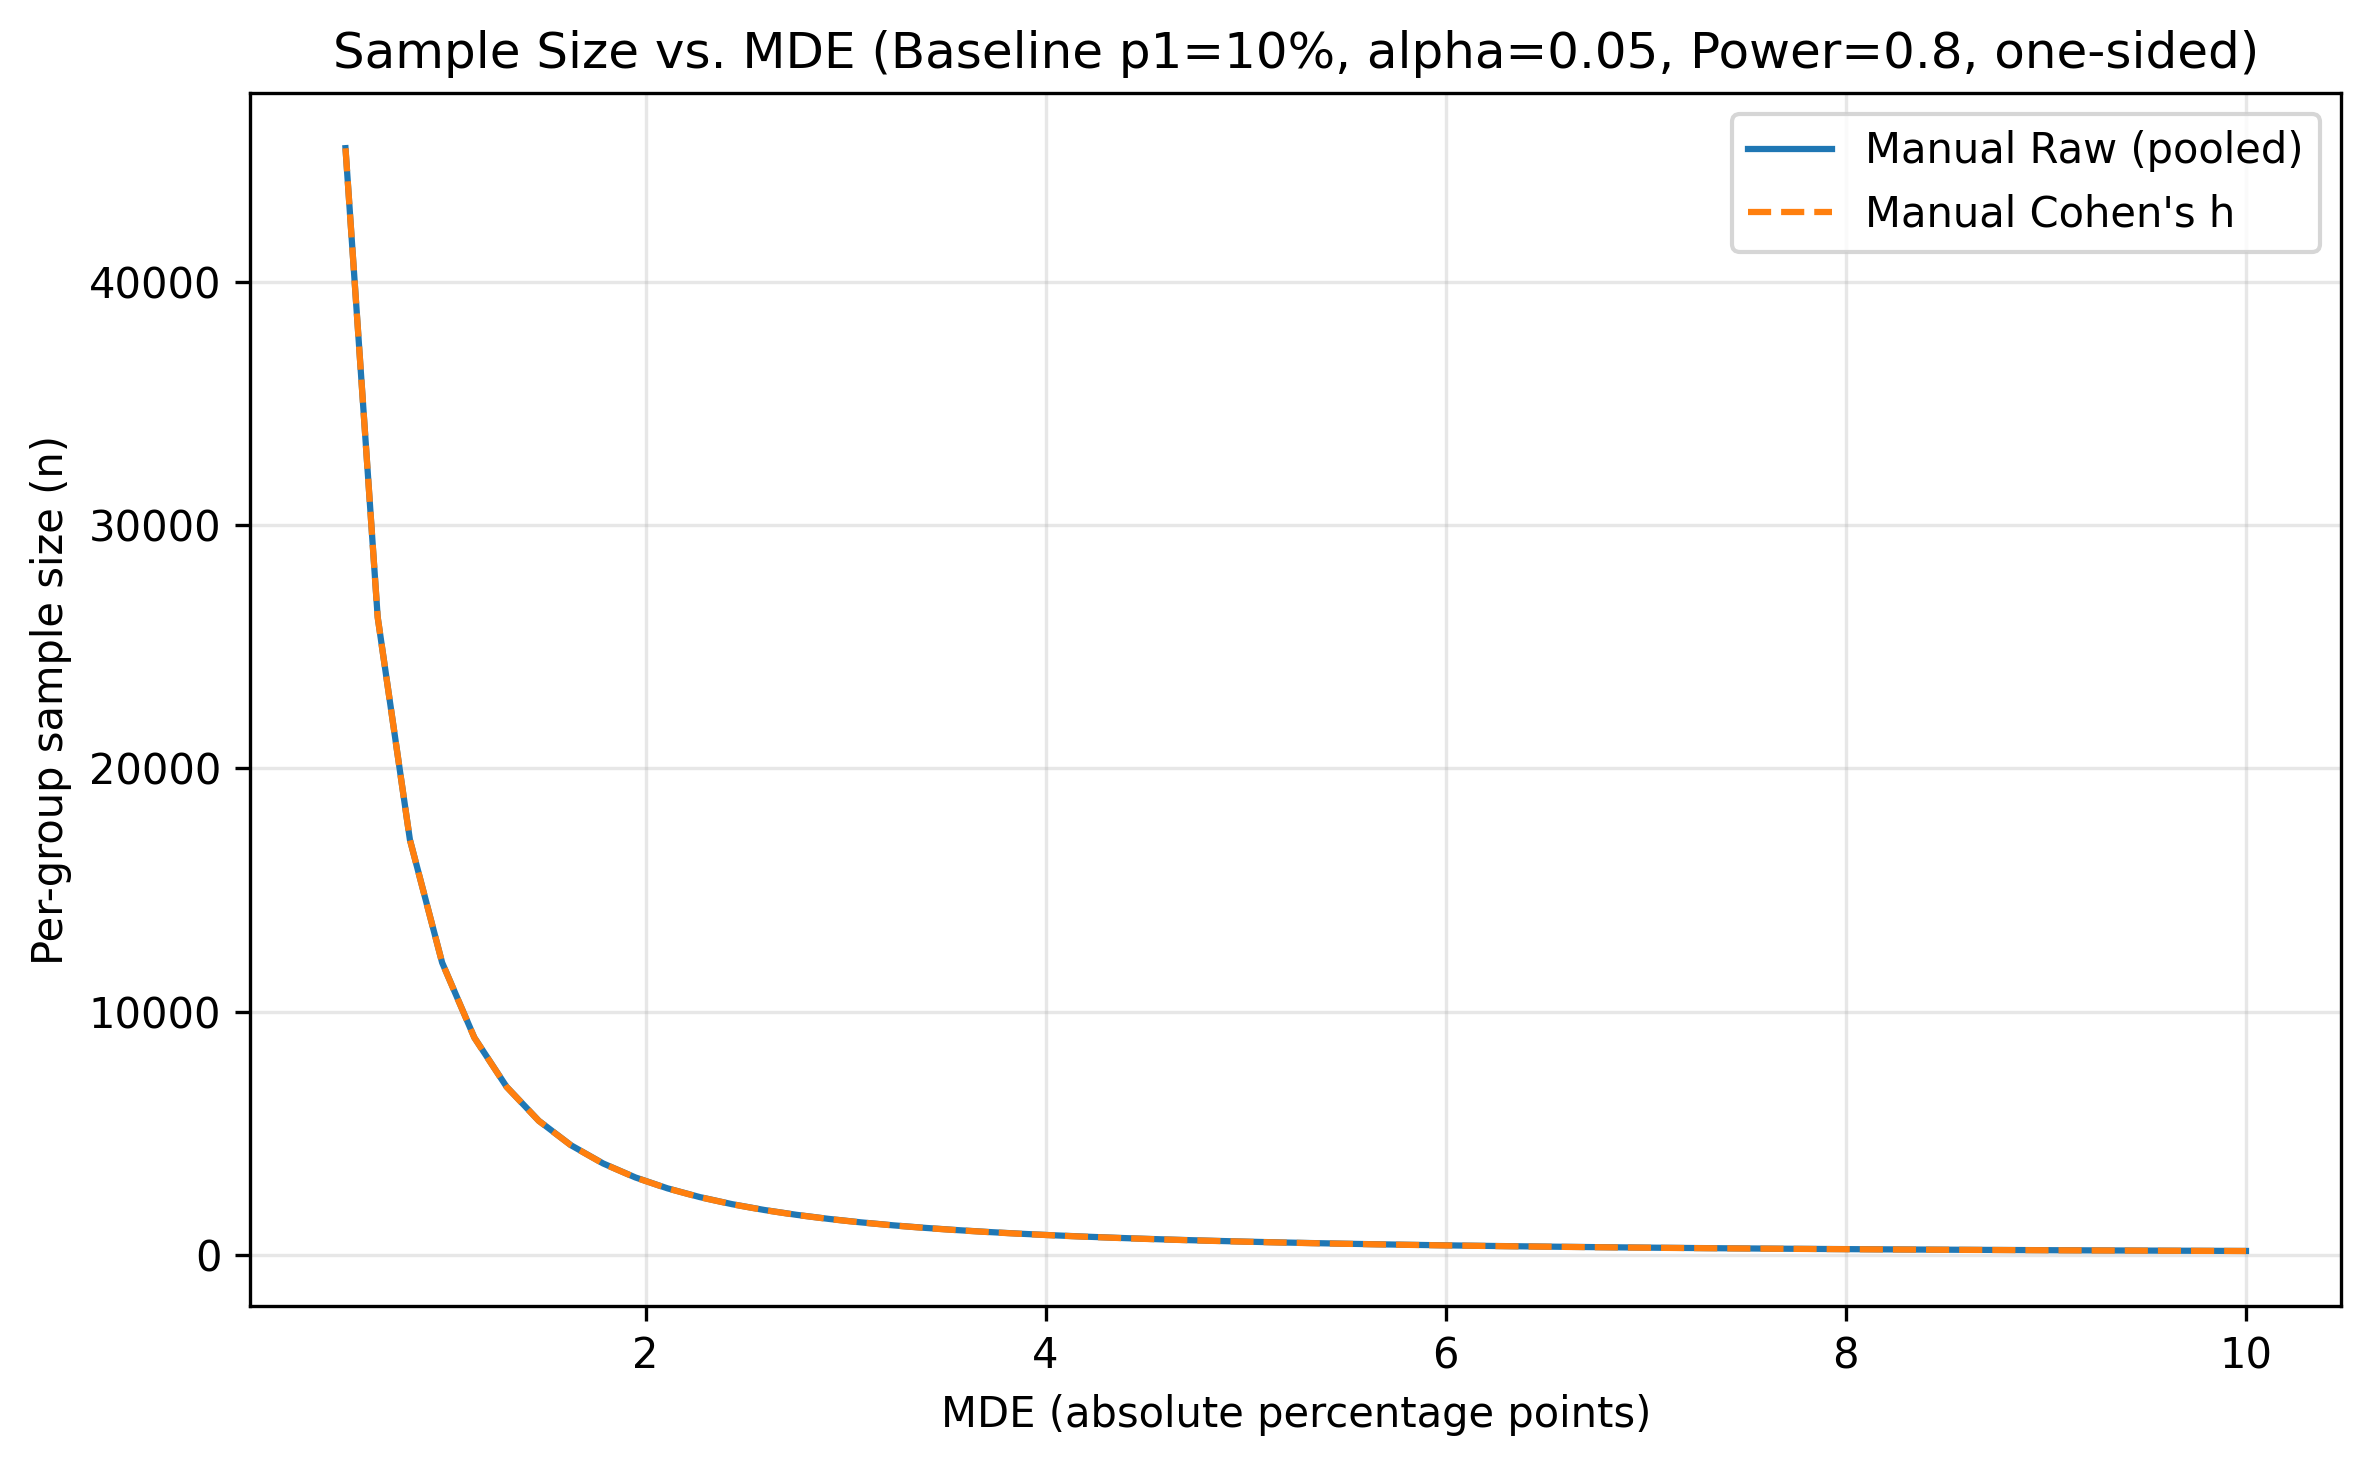 Sample Size vs. MDE (Baseline p1=10%, alpha=0.05, Power=0.8, one-sided)
Manual Raw (pooled)
Manual Cohen's h
Per-group sample size (n)
40000
30000
20000
10000
0
2 4 6 8 10
MDE (absolute percentage points)